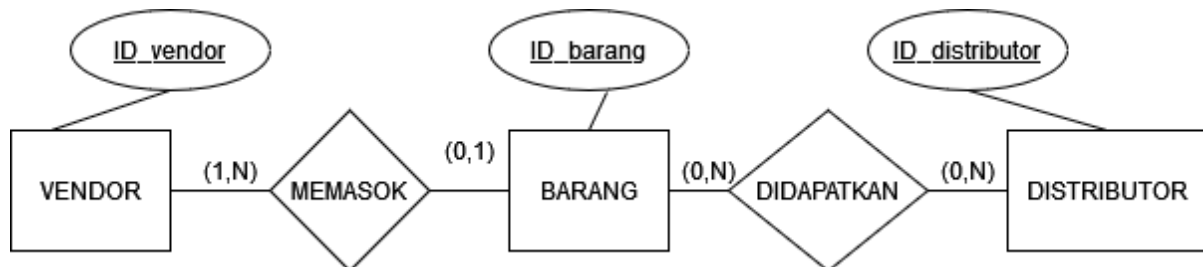 ID_vendor
ID_barang
ID_distributor
VENDOR
(1,N)
MEMASOK
(0,1)
BARANG
(0,N)
DIDAPATKAN
(0,N)
DISTRIBUTOR